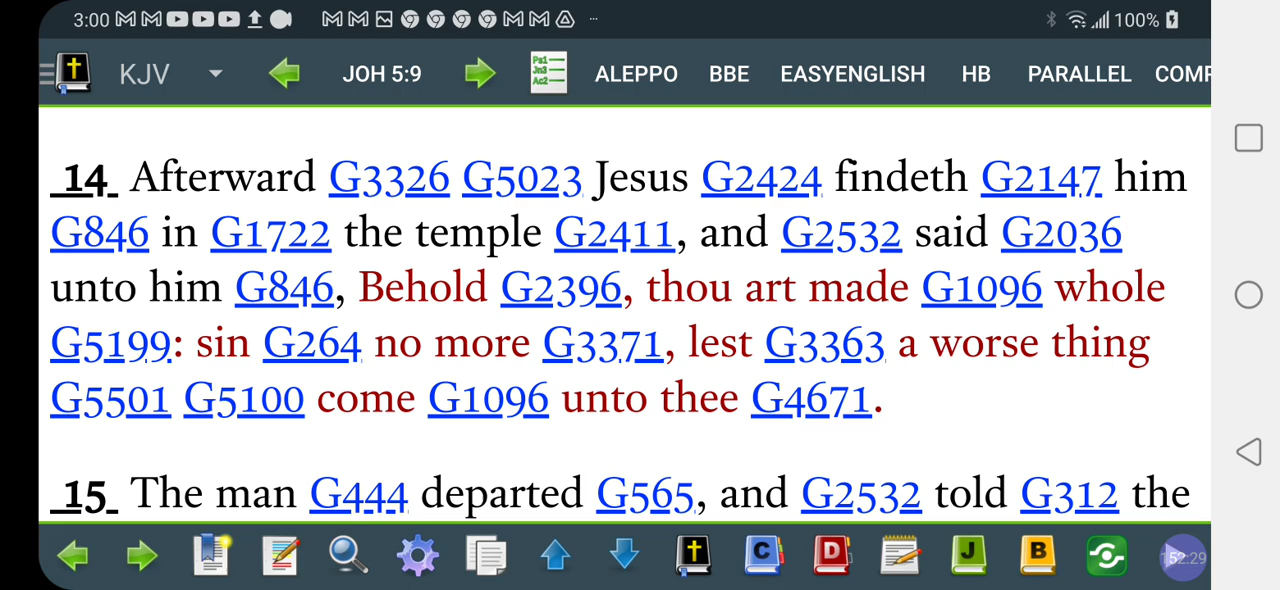 3:00 100%
KJV JOH 5:9 ALEPPO BBE EASYENGLISH HB PARALLEL COMP
14 Afterward G3326 G5023 Jesus G2424 findeth G2147 him
G846 in G1722 the temple G2411, and G2532 said G2036
unto him G846, Behold G2396, thou art made G1096 whole
G5199: sin G264 no more G3371, lest G3363 a worse thing
G5501 G5100 come G1096 unto thee G4671.
15 The man G444 departed G565, and G2532 told G312 the
C D J B 52:29